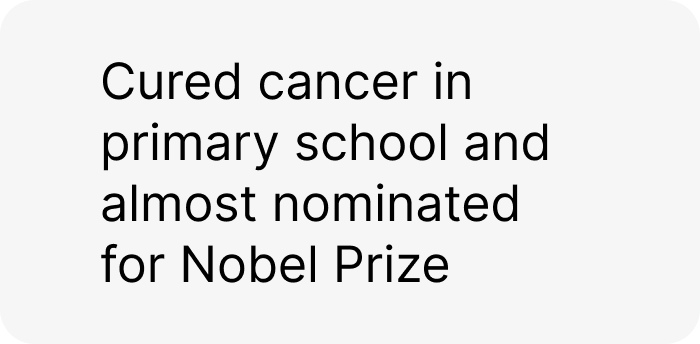 Cured cancer in
primary school and
almost nominated
for Nobel Prize